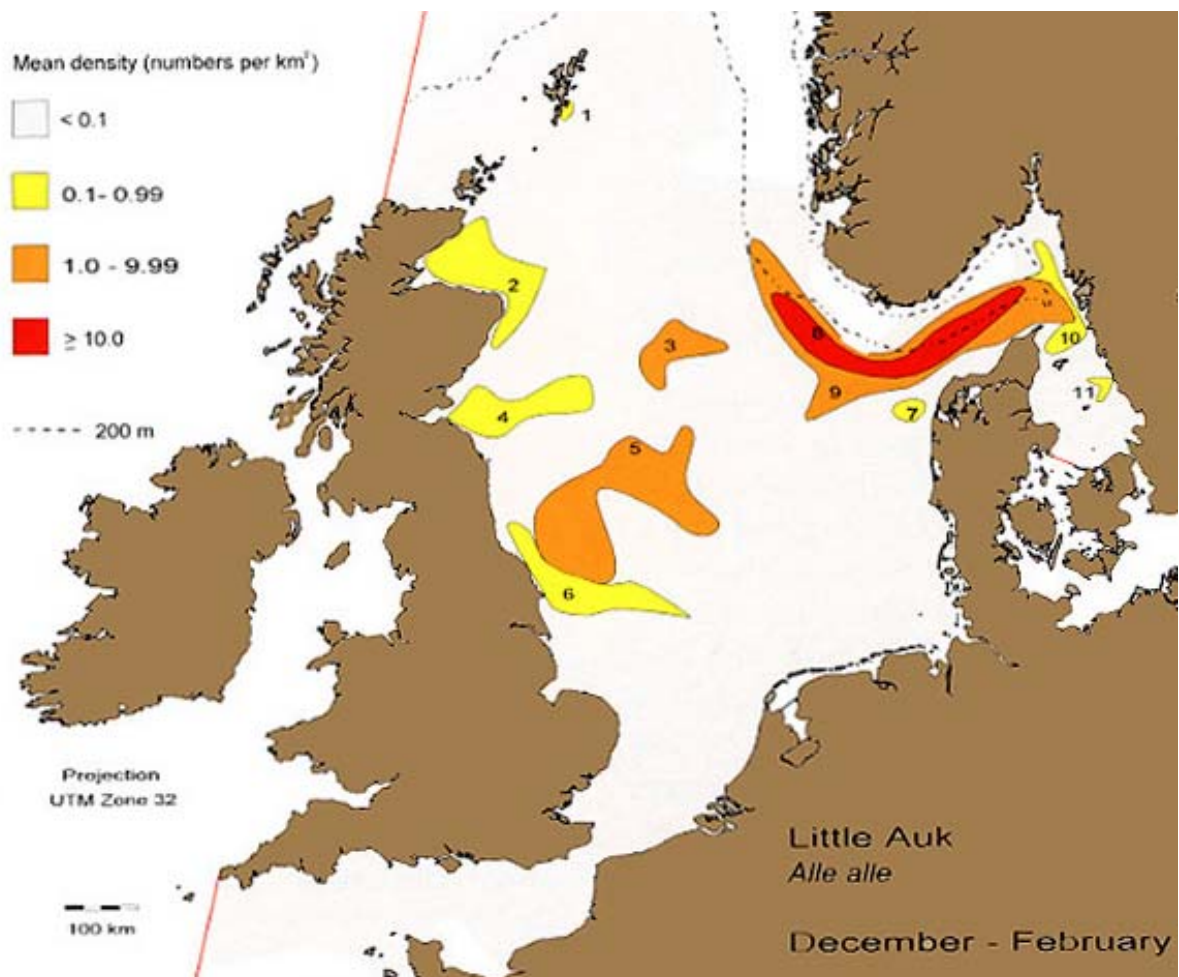 Mean density (numbers per km²)
< 0.1
0.1- 0.99
1.0 - 9.99
≥ 10.0
200 m
1
2
3
4
5
6
7
8
9
10
11
Projection
UTM Zone 32
100 km
Little Auk
Alle alle
December - February